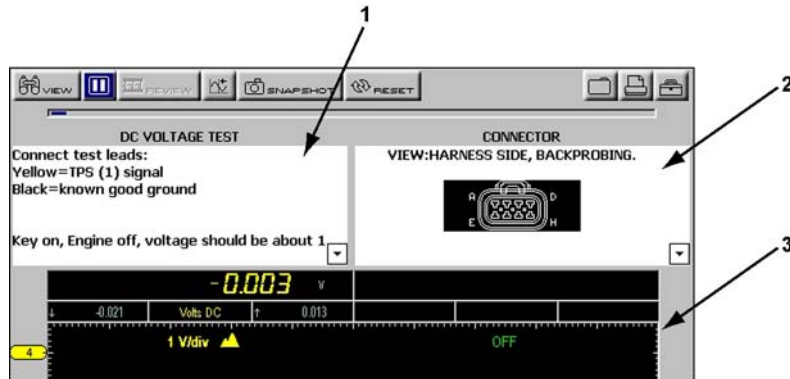 1
VIEW
REVIEW
SNAPSHOT
RESET
2
DC VOLTAGE TEST
CONNECTOR
Connect test leads:
Yellow=TPS (1) signal
Black=known good ground
Key on, Engine off, voltage should be about 1
VIEW:HARNESS SIDE, BACKPROBING.
A
D
E
H
3
-0.003 V
↓ -0.021
Volts DC
↑ 0.013
4
1 V/div
OFF